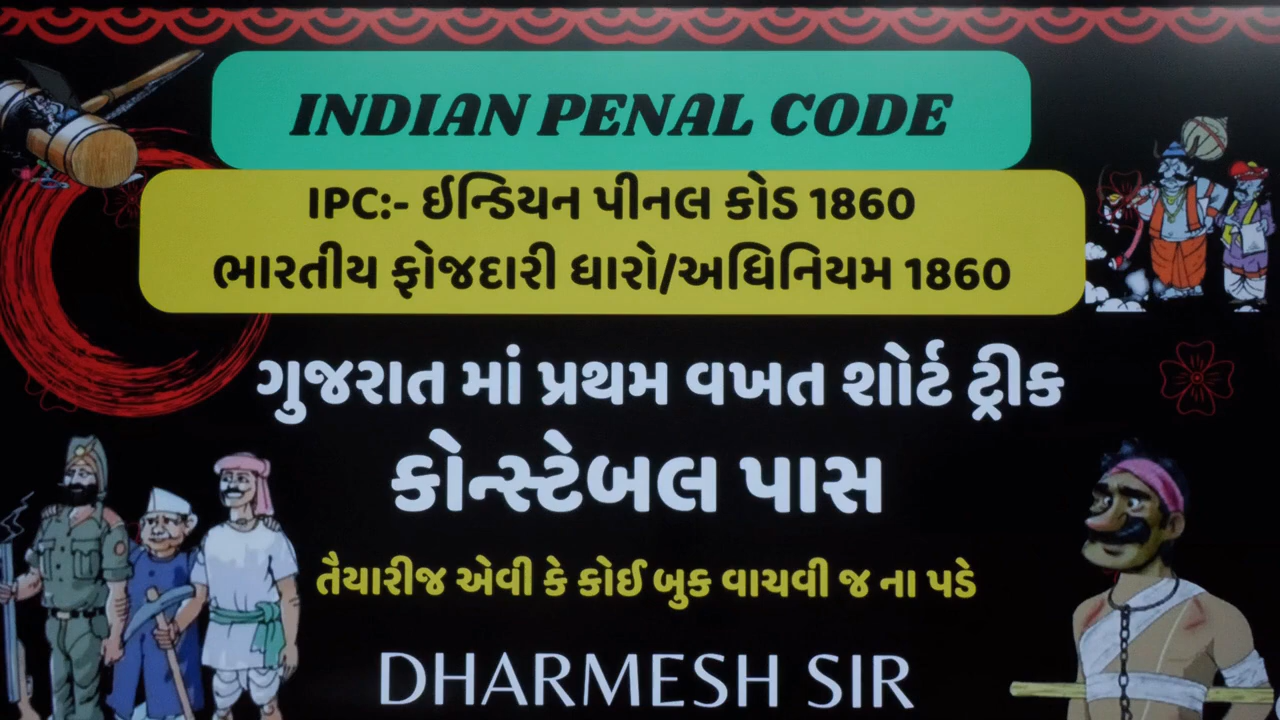 INDIAN PENAL CODE
IPC:- ઇન્ડિયન પીનલ કોડ 1860
ભારતીય ફોજદારી ધારો/અધિનિયમ 1860
ગુજરાત માં પ્રથમ વખત શોર્ટ ટ્રીક
કોન્સ્ટેબલ પાસ
તૈયારીજ એવી કે કોઈ બુક વાચવી જ ના પડે
DHARMESH SIR